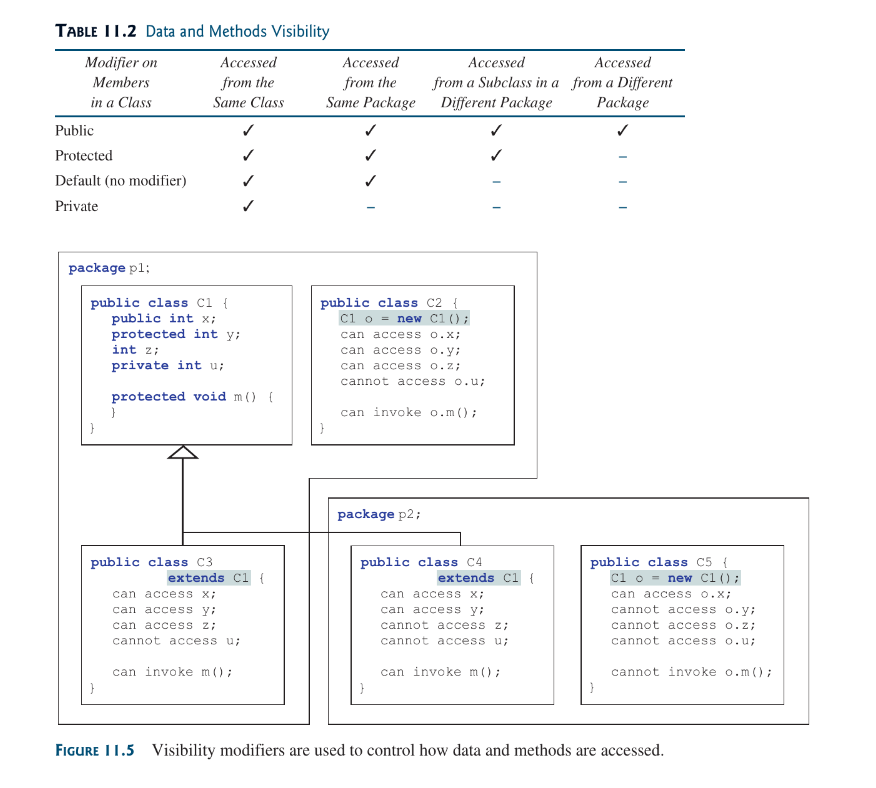 TABLE 11.2 Data and Methods Visibility
Modifier on Members in a Class
Accessed from the Same Class
Accessed from the Same Package
Accessed from a Subclass in a Different Package
Accessed from a Different Package
Public ✓ ✓ ✓ ✓
Protected ✓ ✓ ✓ –
Default (no modifier) ✓ ✓ – –
Private ✓ – – –
package p1;
public class C1 {
public int x;
protected int y;
int z;
private int u;
protected void m() {
}
}
public class C2 {
C1 o = new C1();
can access o.x;
can access o.y;
can access o.z;
cannot access o.u;
can invoke o.m();
}
public class C3
extends C1 {
can access x;
can access y;
can access z;
cannot access u;
can invoke m();
}
package p2;
public class C4
extends C1 {
can access x;
can access y;
cannot access z;
cannot access u;
can invoke m();
}
public class C5 {
C1 o = new C1();
can access o.x;
cannot access o.y;
cannot access o.z;
cannot access o.u;
cannot invoke o.m();
}
FIGURE 11.5 Visibility modifiers are used to control how data and methods are accessed.